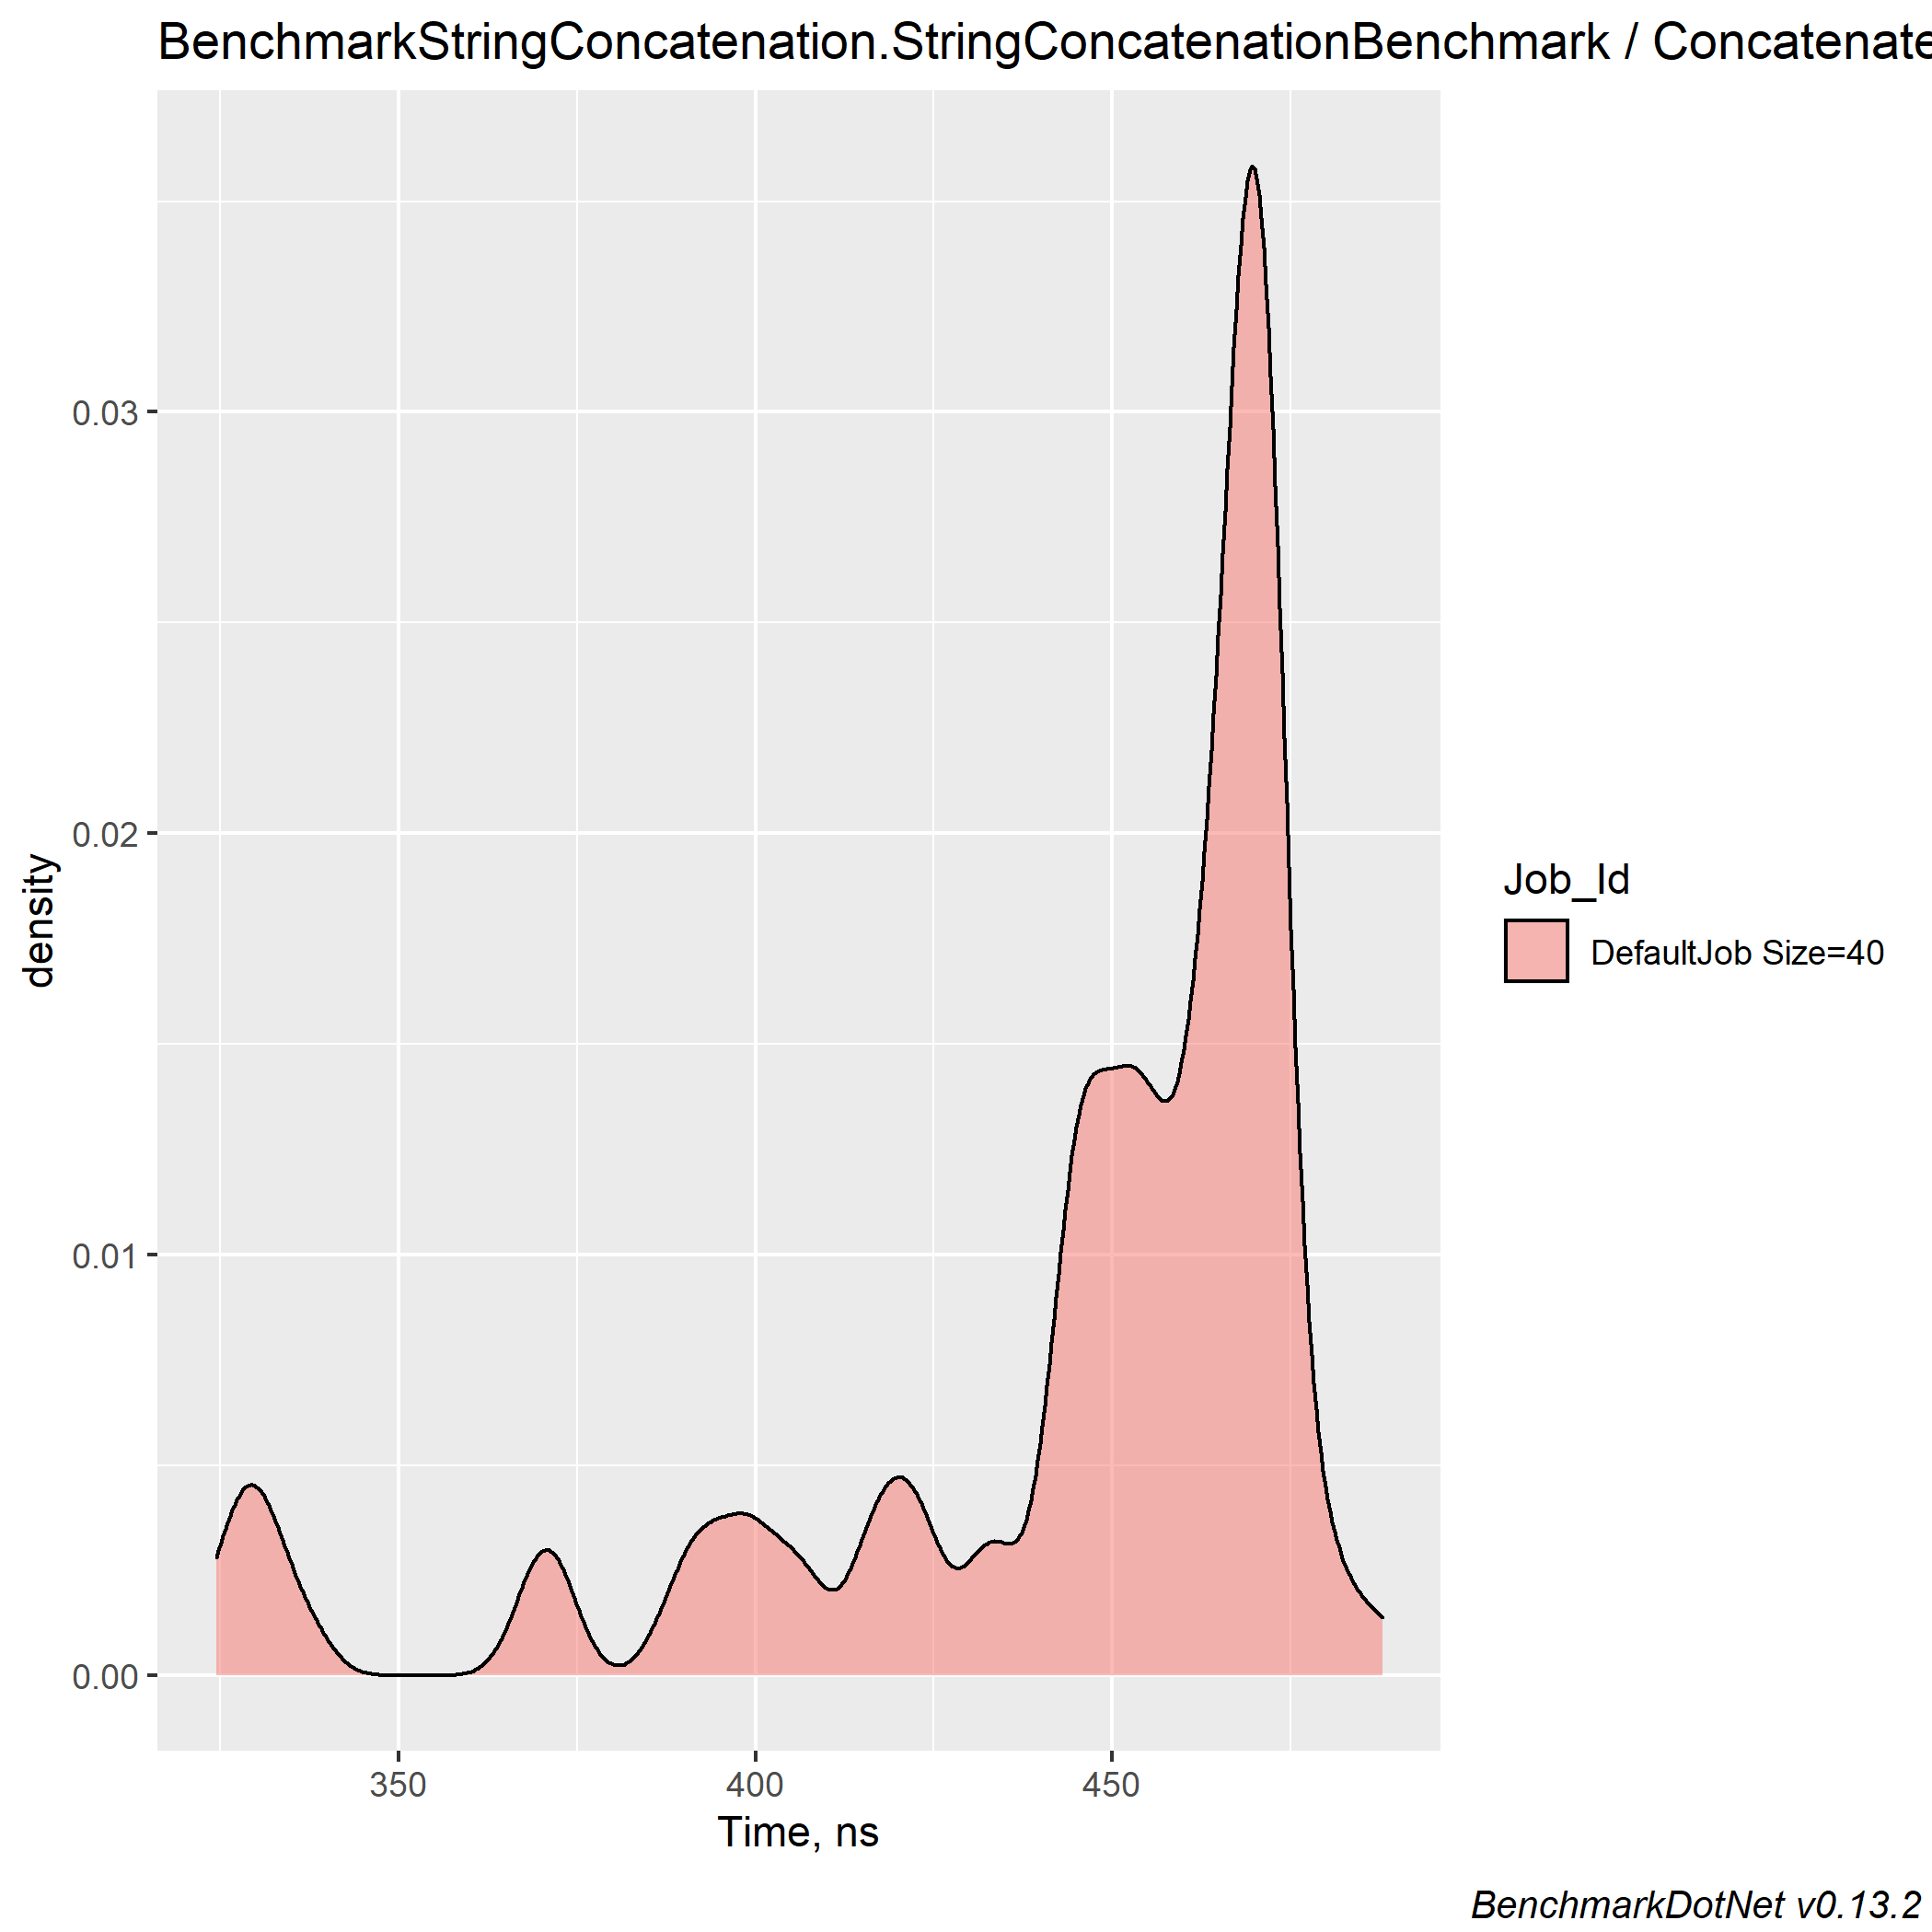 BenchmarkStringConcatenation.StringConcatenationBenchmark / Concatenate
0.03
0.02
0.01
0.00
density
350 400 450
Time, ns
Job_Id
DefaultJob Size=40
BenchmarkDotNet v0.13.2